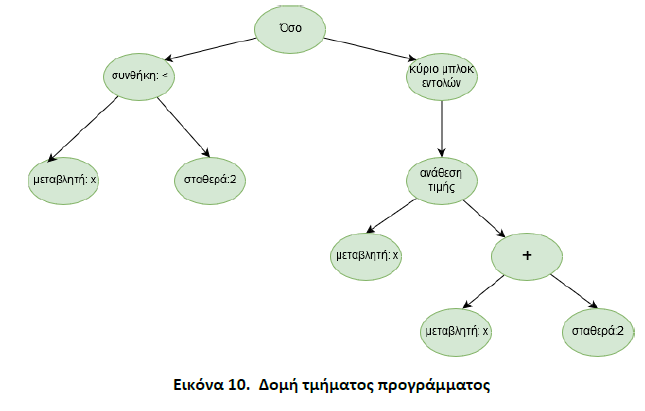 Όσο
συνθήκη: <
κύριο μπλοκ
εντολών
μεταβλητή: x
σταθερά:2
ανάθεση
τιμής
μεταβλητή: x
+
μεταβλητή: x
σταθερά:2
Εικόνα 10. Δομή τμήματος προγράμματος